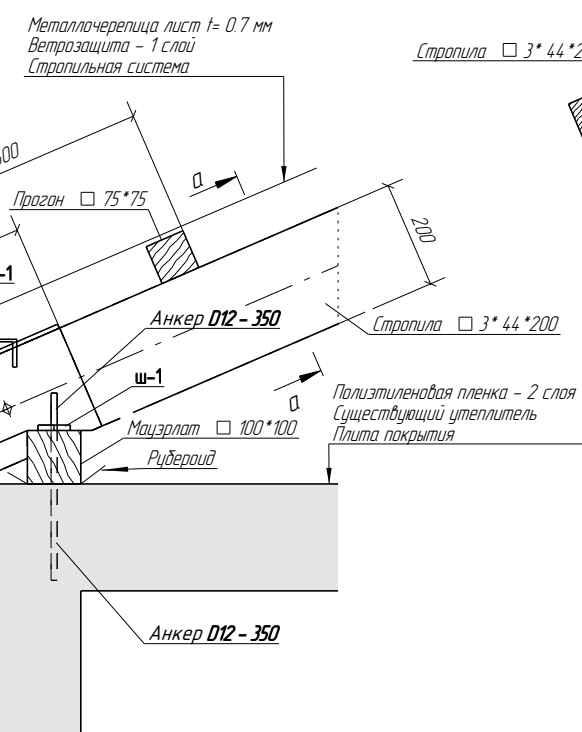 Металлочерепица лист t= 0.7 мм
Ветрозащита - 1 слой
Стропильная система
Стропила □ 3* 44*2
а
Прогон □ 75*75
200
-1
Анкер D12 - 350
Стропила □ 3* 44 *200
ш-1
а
Полиэтиленовая пленка - 2 слоя
Существующий утеплитель
Плита покрытия
Мауэрлат □ 100*100
Рубероид
Анкер D12 - 350